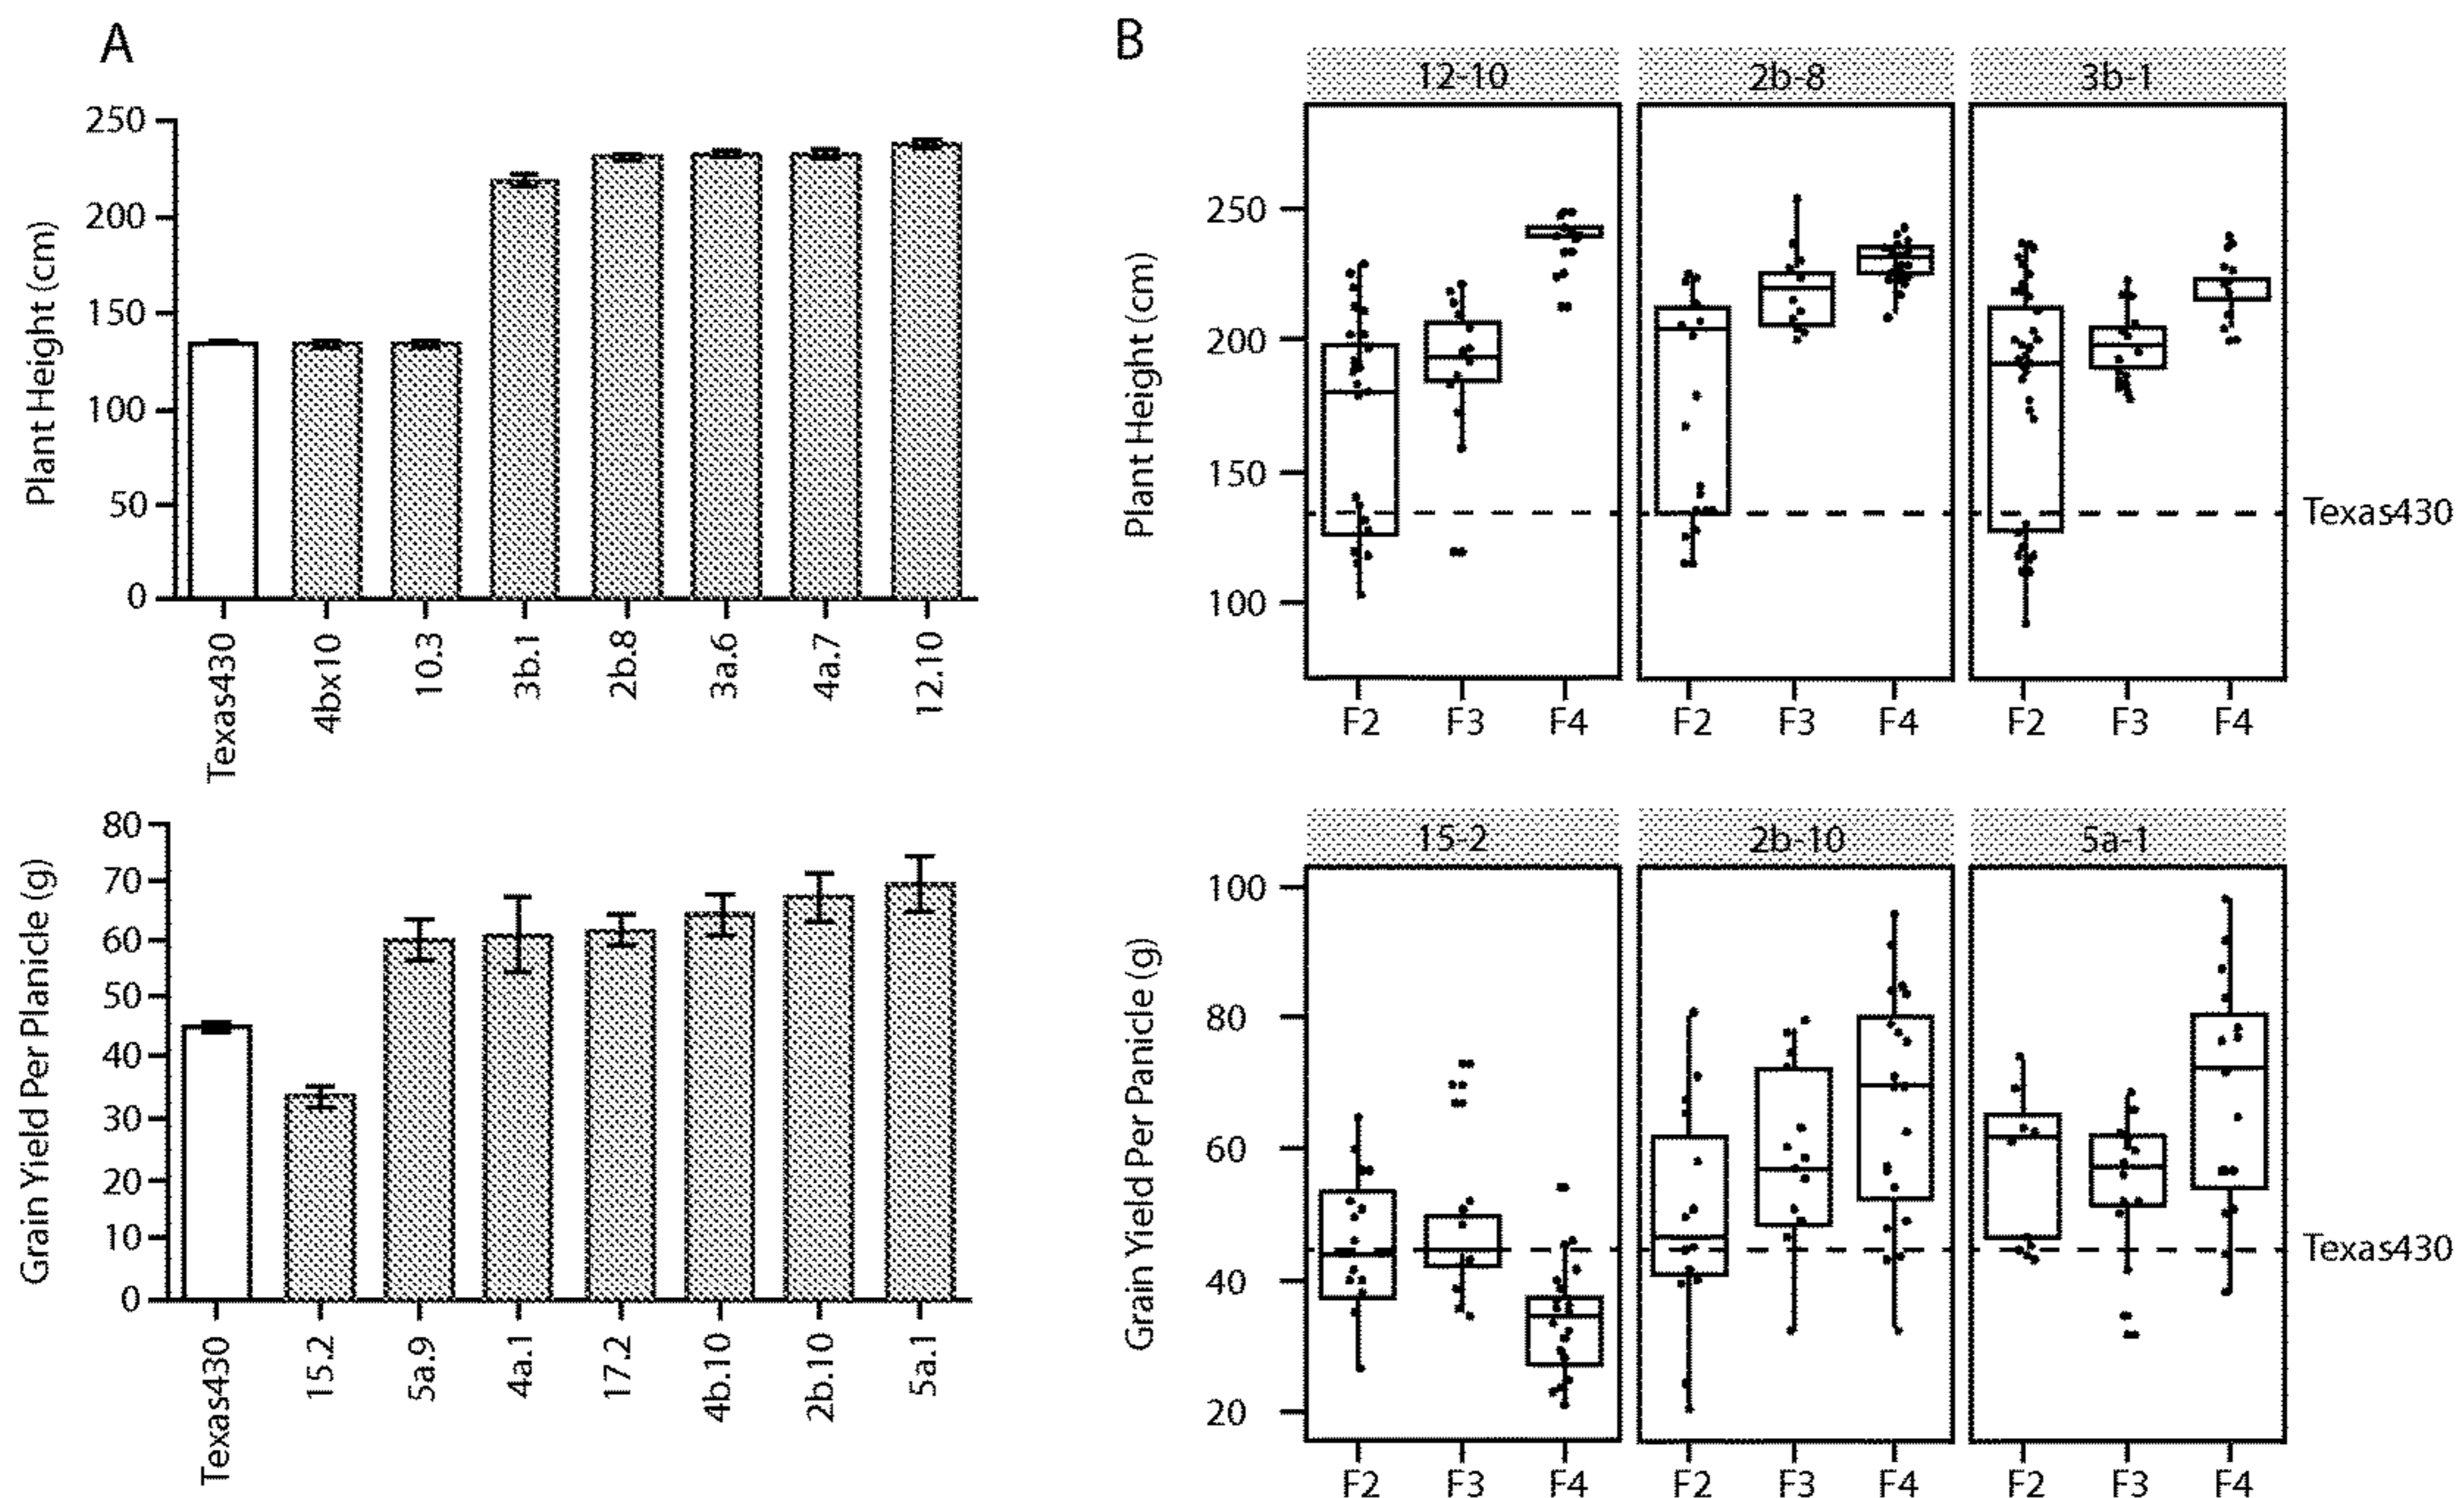 A
Plant Height (cm)
250
200
150
100
50
0
Texas430
4bx10
10.3
3b.1
2b.8
3a.6
4a.7
12.10
Grain Yield Per Planicle (g)
80
70
60
50
40
30
20
10
0
Texas430
15.2
5a.9
4a.1
17.2
4b.10
2b.10
5a.1
B
12-10
2b-8
3b-1
Plant Height (cm)
250
200
150
100
Texas430
F2 F3 F4 F2 F3 F4 F2 F3 F4
15-2
2b-10
5a-1
Grain Yield Per Panicle (g)
100
80
60
40
20
Texas430
F2 F3 F4 F2 F3 F4 F2 F3 F4